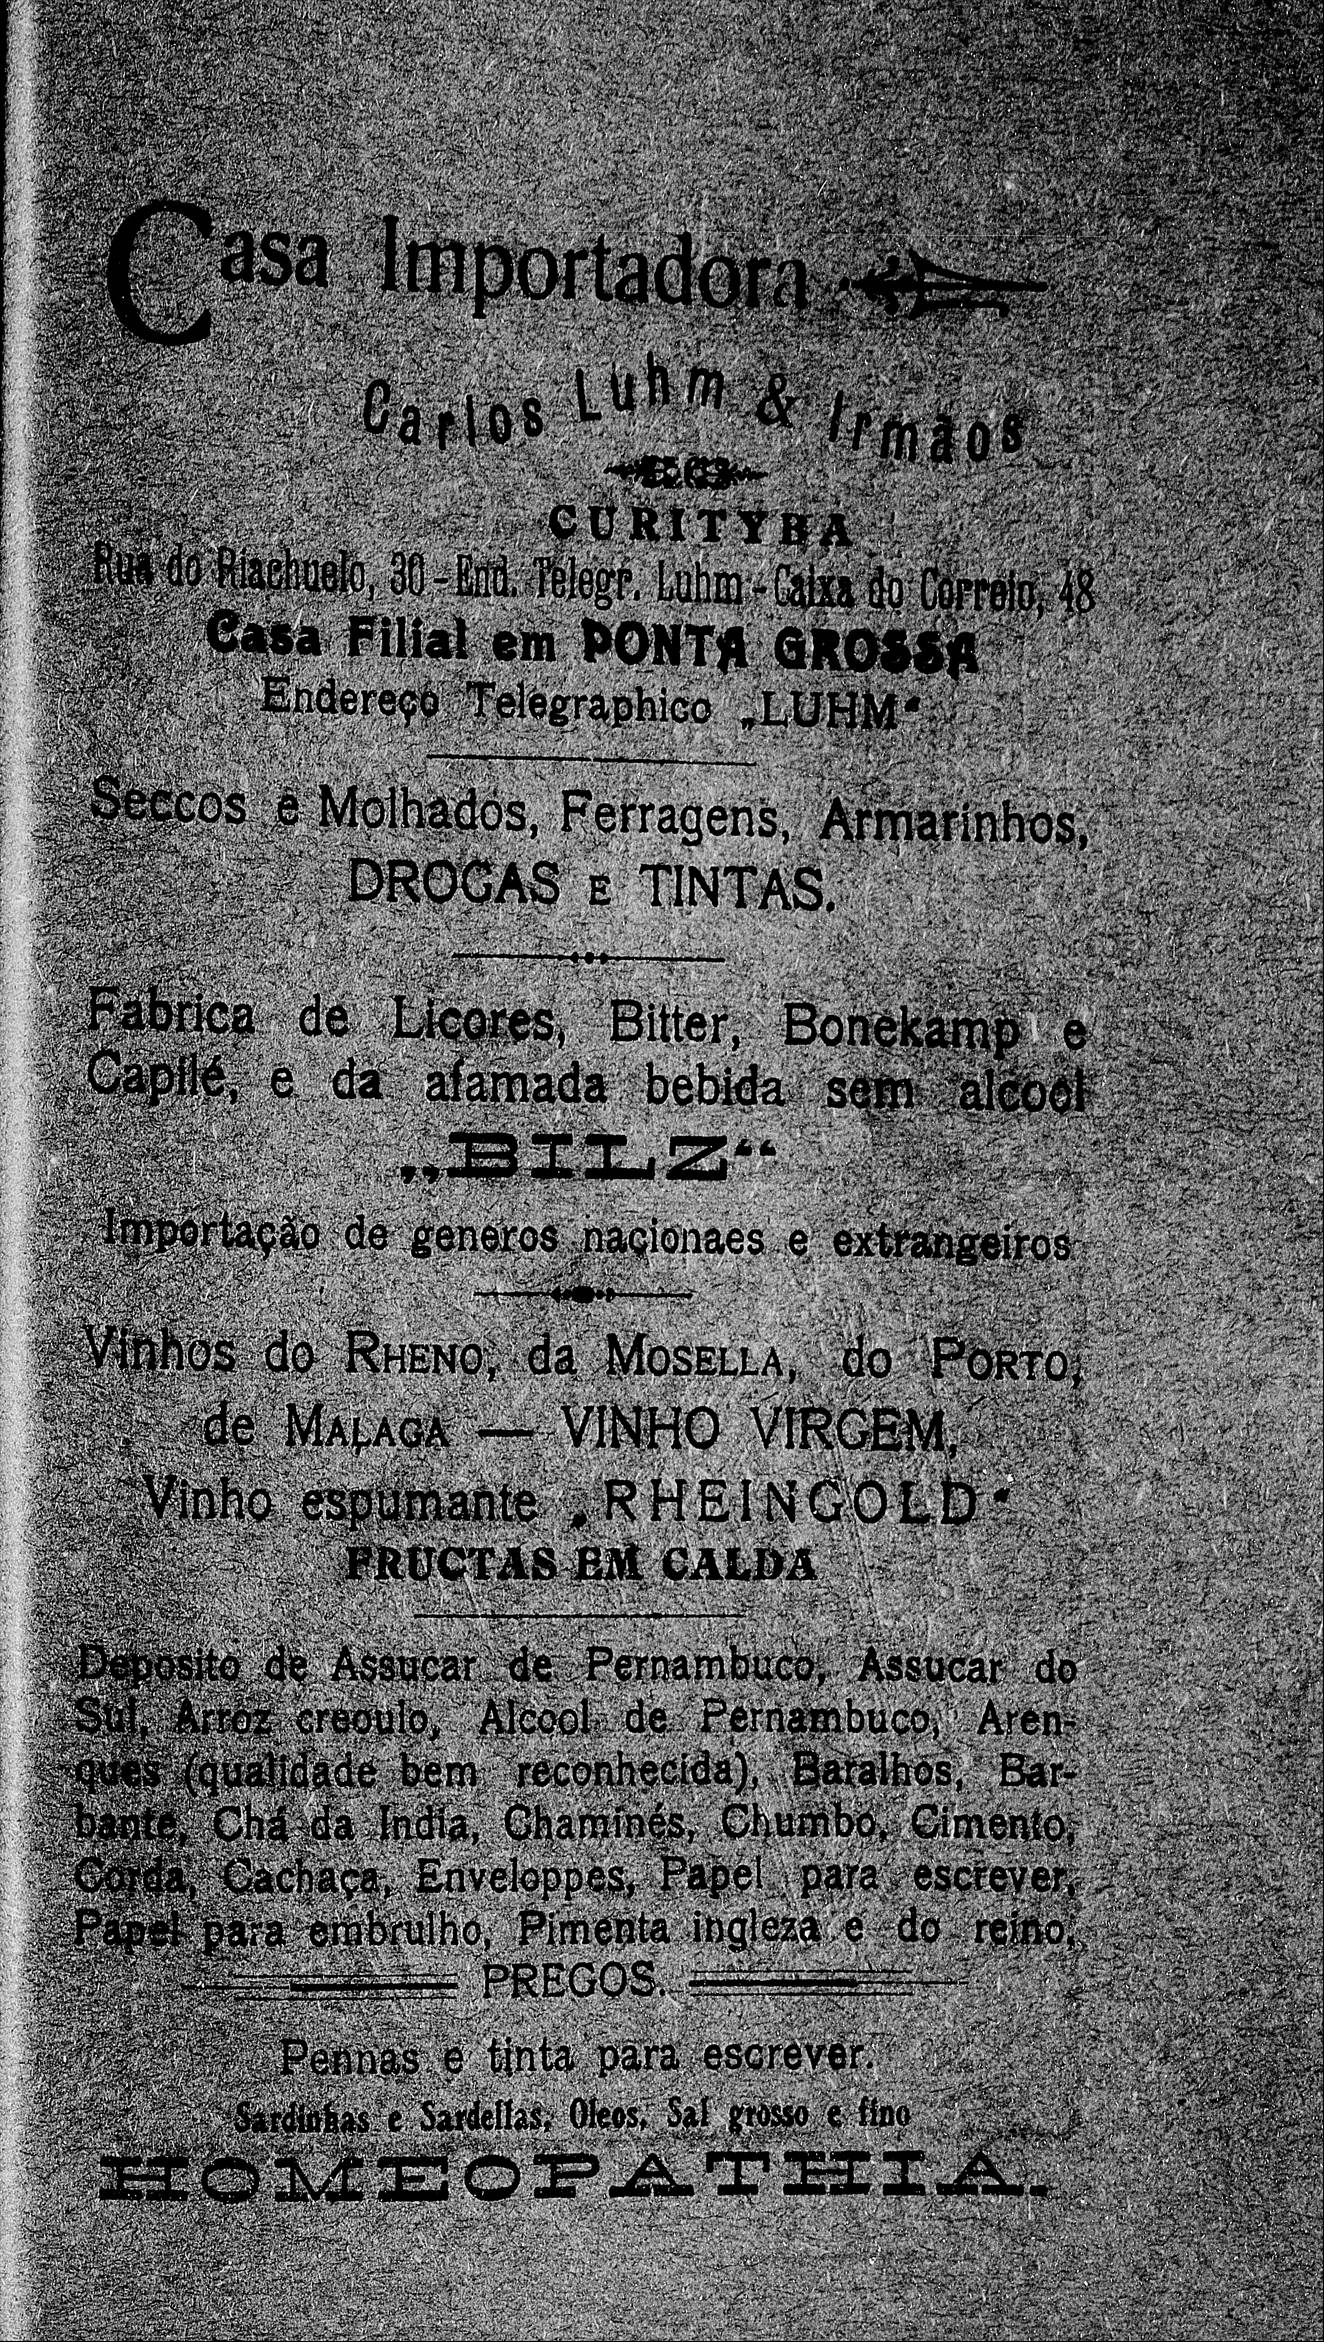 Casa Importadora
Carlos Luhm & Irmãos
CURITYBA
Rua do Riachuelo, 30 - End. Telegr. Luhm - Caixa do Correio, 48
Casa Filial em PONTA GROSSA
Endereço Telegraphico „LUHM“
Seccos e Molhados, Ferragens, Armarinhos,
DROGAS E TINTAS.
Fabrica de Licores, Bitter, Bonekamp e
Capilé, e da afamada bebida sem alcool
„BILZ“
Importação de generos nacionaes e extrangeiros
Vinhos do RHENO, da MOSELLA, do PORTO,
de MALAGA — VINHO VIRGEM,
Vinho espumante „RHEINGOLD“
FRUCTAS EM CALDA
Deposito de Assucar de Pernambuco, Assucar do
Sul, Arroz creoulo, Alcool de Pernambuco, Aren-
ques (qualidade bem reconhecida), Baralhos, Bar-
bante, Chá da India, Chaminés, Chumbo, Cimento,
Corda, Cachaça, Enveloppes, Papel para escrever,
Papel para embrulho, Pimenta ingleza e do reino,
PREGOS.
Pennas e tinta para escrever.
Sardinhas e Sardellas, Oleos, Sal grosso e fino
HOMEOPATHIA.